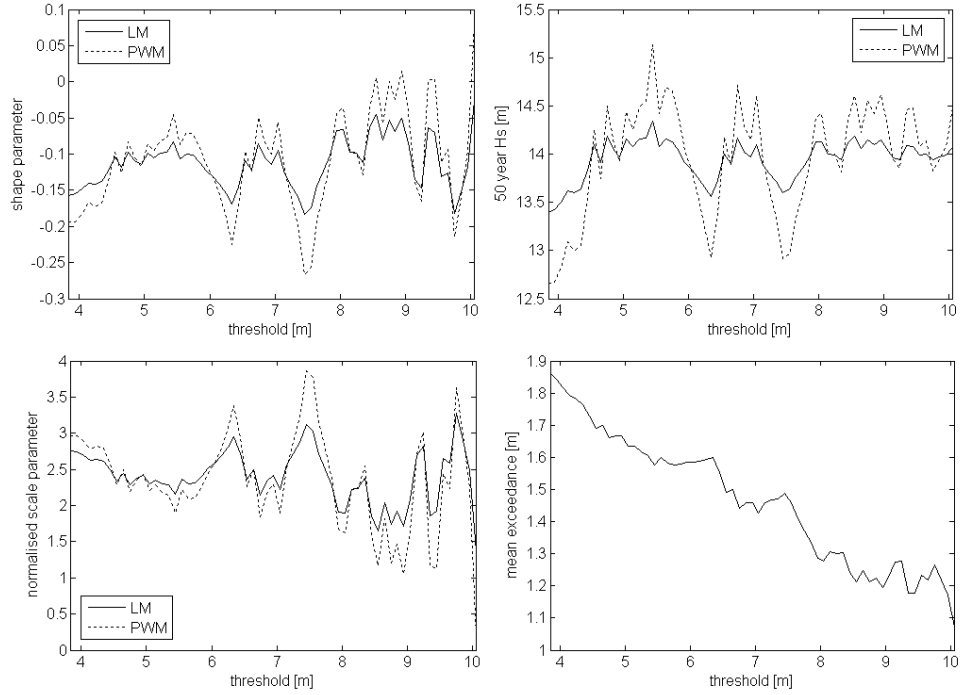 0.1
0.05
0
-0.05
-0.1
-0.15
-0.2
-0.25
-0.3
shape parameter
LM
PWM
4 5 6 7 8 9 10
threshold [m]
15.5
15
14.5
14
13.5
13
12.5
50 year Hs [m]
LM
PWM
4 5 6 7 8 9 10
threshold [m]
4
3.5
3
2.5
2
1.5
1
0.5
0
normalised scale parameter
LM
PWM
4 5 6 7 8 9 10
threshold [m]
1.9
1.8
1.7
1.6
1.5
1.4
1.3
1.2
1.1
1
mean exceedance [m]
4 5 6 7 8 9 10
threshold [m]